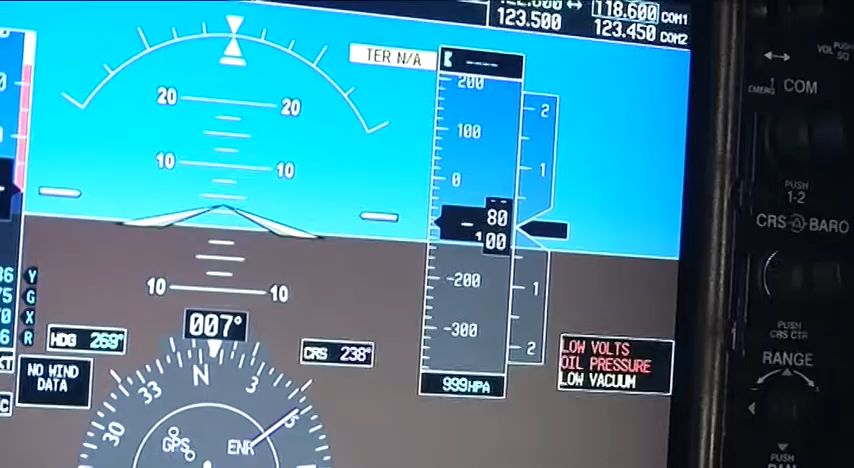 118.600 COM1
123.500
123.450 COM2
TER N/A
VOL PUSH SQ
EMERG COM
20 20
10 10
10 10
200
100
0
-200
-300
80
00
2
1
1
2
PUSH
1-2
CRS BARO
PUSH
CRS CTR
RANGE
PUSH
Y
G
X
R
HDG 269°
007°
CRS 238°
NO WIND
DATA
999HPA
LOW VOLTS
OIL PRESSURE
LOW VACUUM
N
3
33
30
GPS ENR